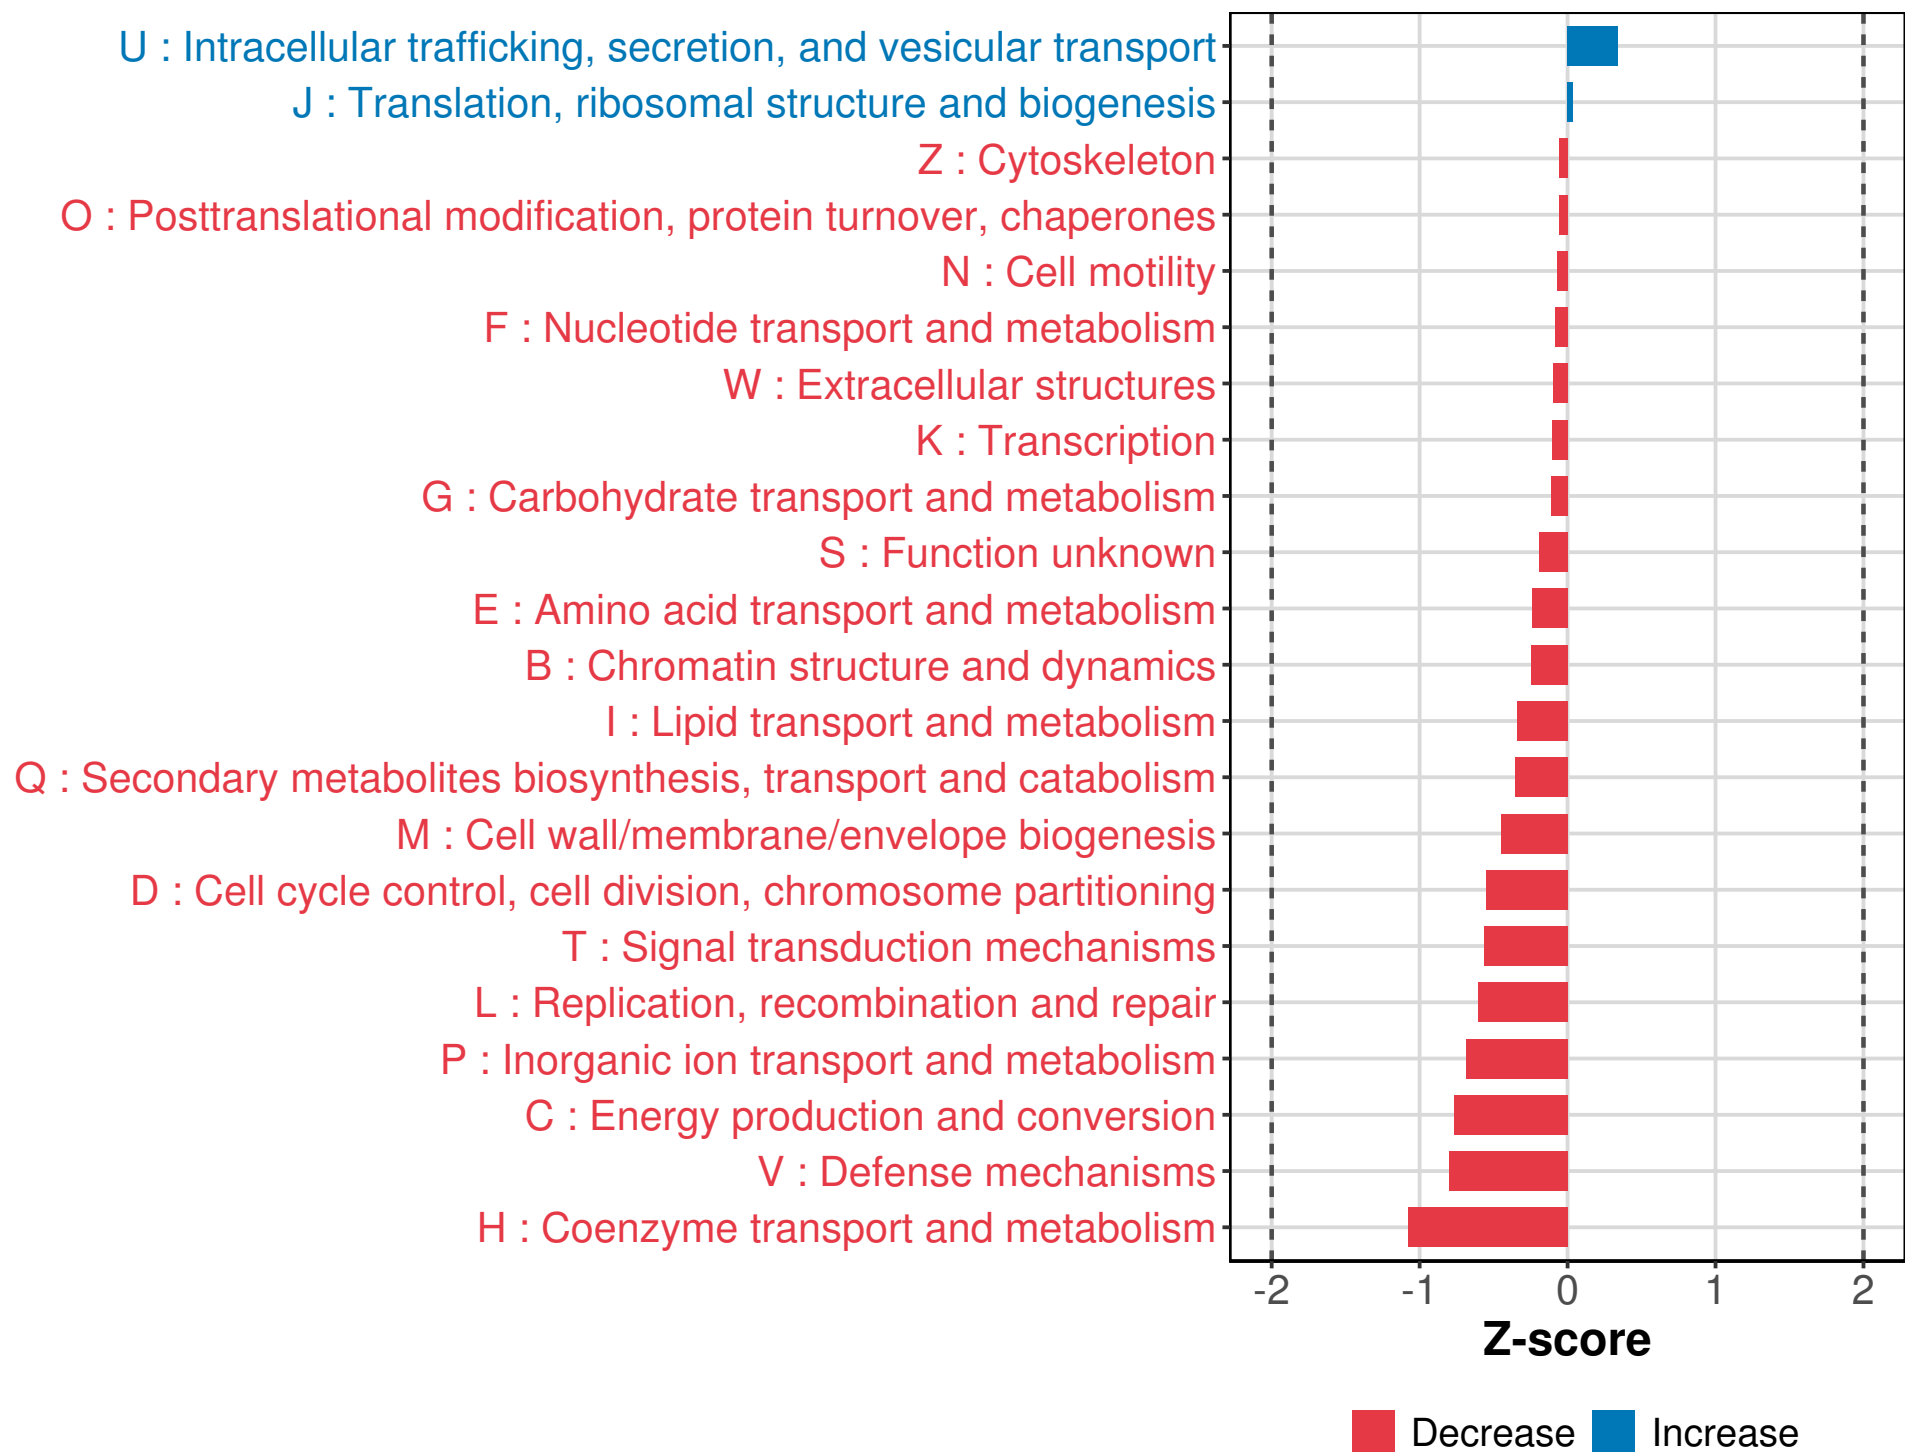 U : Intracellular trafficking, secretion, and vesicular transport
J : Translation, ribosomal structure and biogenesis
Z : Cytoskeleton
O : Posttranslational modification, protein turnover, chaperones
N : Cell motility
F : Nucleotide transport and metabolism
W : Extracellular structures
K : Transcription
G : Carbohydrate transport and metabolism
S : Function unknown
E : Amino acid transport and metabolism
B : Chromatin structure and dynamics
I : Lipid transport and metabolism
Q : Secondary metabolites biosynthesis, transport and catabolism
M : Cell wall/membrane/envelope biogenesis
D : Cell cycle control, cell division, chromosome partitioning
T : Signal transduction mechanisms
L : Replication, recombination and repair
P : Inorganic ion transport and metabolism
C : Energy production and conversion
V : Defense mechanisms
H : Coenzyme transport and metabolism
-2 -1 0 1 2
Z-score
Decrease Increase